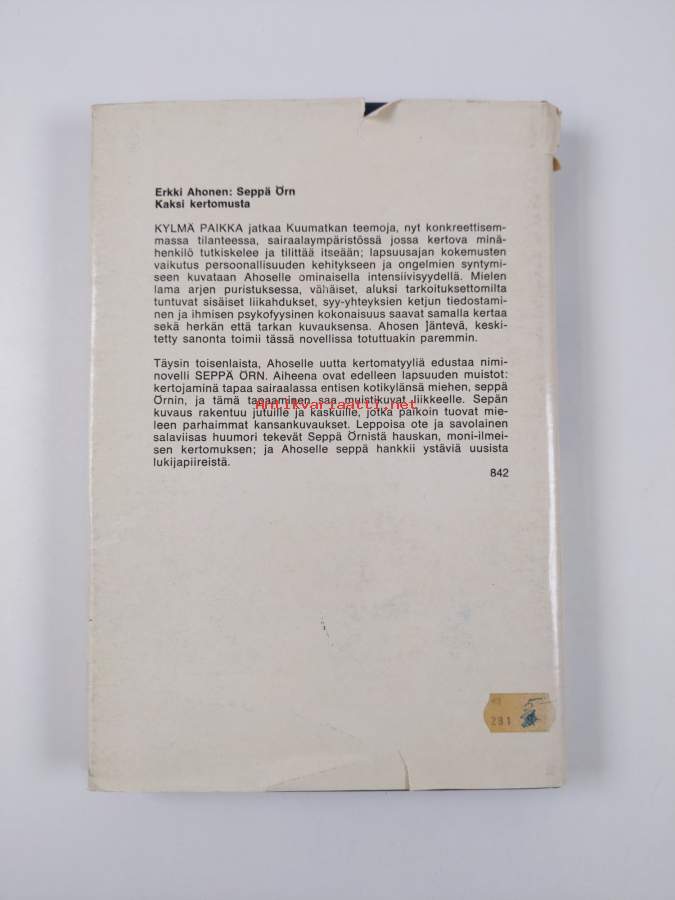 Erkki Ahonen: Seppä Örn
Kaksi kertomusta
KYLMÄ PAIKKA jatkaa Kuumatkan teemoja, nyt konkreettisem-
massa tilanteessa, sairaalaympäristössä jossa kertova minä-
henkilö tutkiskelee ja tilittää itseään; lapsuusajan kokemusten
vaikutus persoonallisuuden kehitykseen ja ongelmien syntymi-
seen kuvataan Ahoselle ominaisella intensiivisyydellä. Mielen
lama arjen puristuksessa, vähäiset, aluksi tarkoituksettomilta
tuntuvat sisäiset liikahdukset, syy-yhteyksien ketjun tiedostami-
nen ja ihmisen psykofyysinen kokonaisuus saavat samalla kertaa
sekä herkän että tarkan kuvauksensa. Ahosen jäntevä, keski-
tetty sanonta toimii tässä novellissa totuttuakin paremmin.
Täysin toisenlaista, Ahoselle uutta kertomatyyliä edustaa nimi-
novelli SEPPÄ ÖRN. Aiheena ovat edelleen lapsuuden muistot:
kertojaminä tapaa sairaalassa entisen kotikylänsä miehen, seppä
Örnin, ja tämä tapaaminen saa muistikuvat liikkeelle. Sepän
kuvaus rakentuu jutuille ja kaskuille, jotka paikoin tuovat mie-
leen parhaimmat kansankuvaukset. Leppoisa ote ja savolainen
salaviisas huumori tekevät Seppä Örnistä hauskan, moni-ilmei-
sen kertomuksen; ja Ahoselle seppä hankkii ystäviä uusista
lukijapiireistä.
842
Antikvariaatti.net
281